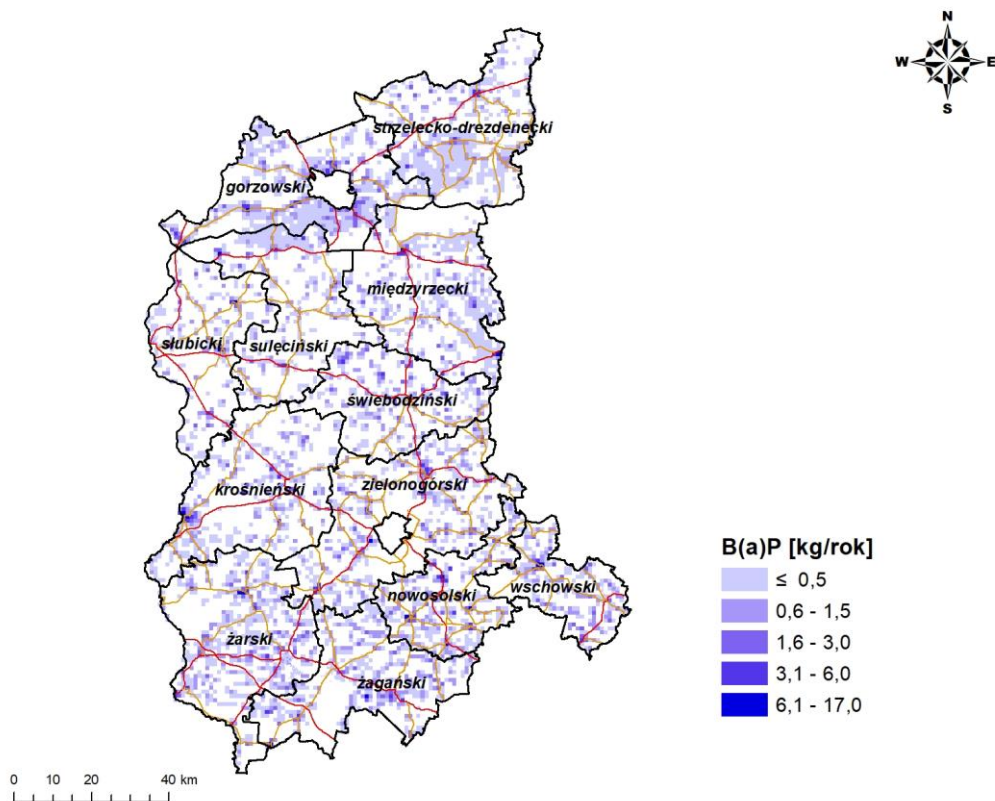 N
W E
S
strzelecko-drezdenecki
gorzowski
międzyrzecki
słubicki
sulęciński
świebodziński
krośnieński
zielonogórski
nowosolski
wschowski
żarski
żagański
B(a)P [kg/rok]
≤ 0,5
0,6 - 1,5
1,6 - 3,0
3,1 - 6,0
6,1 - 17,0
0 10 20 40 km